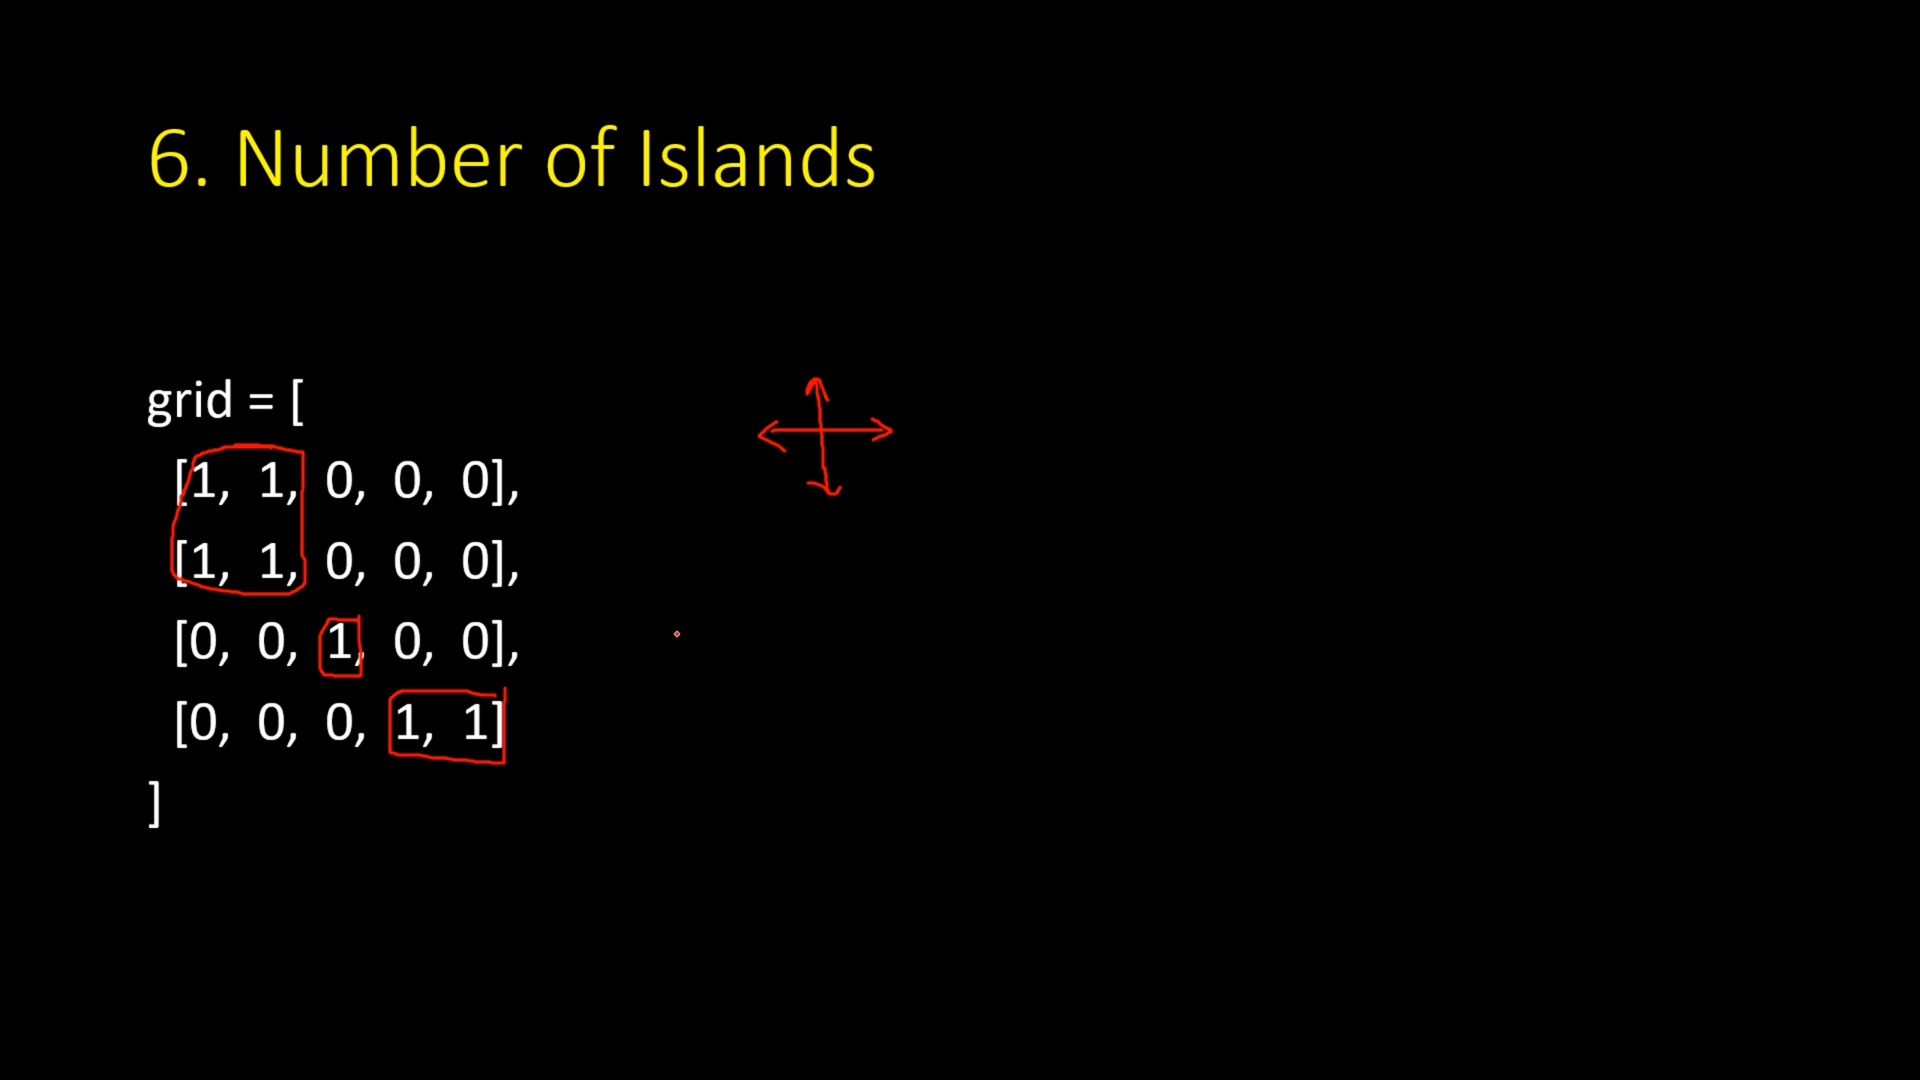 6. Number of Islands
grid = [
[1, 1, 0, 0, 0],
[1, 1, 0, 0, 0],
[0, 0, 1, 0, 0],
[0, 0, 0, 1, 1]
]